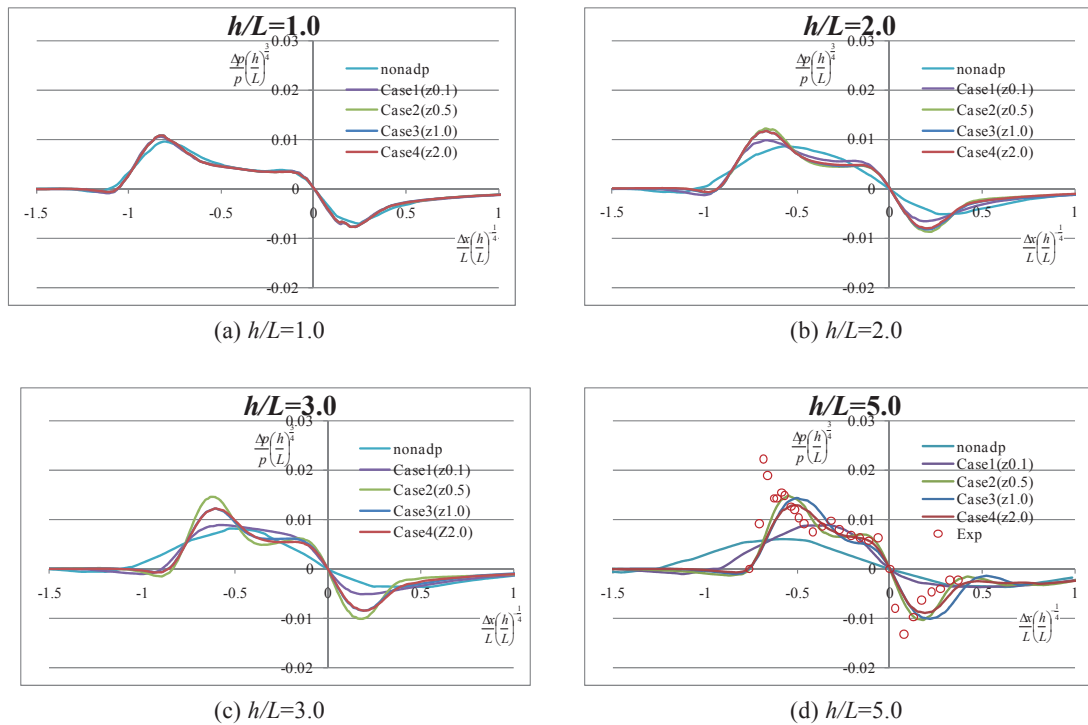 h/L=1.0
0.03
Δp/p (h/L)^3/4
0.02
nonadp
Case1(z0.1)
Case2(z0.5)
Case3(z1.0)
Case4(z2.0)
0.01
0
-1.5 -1 -0.5 0 0.5 1
-0.01
Δx/L (h/L)^-1/4
-0.02
(a) h/L=1.0
h/L=2.0
0.03
Δp/p (h/L)^3/4
0.02
nonadp
Case1(z0.1)
Case2(z0.5)
Case3(z1.0)
Case4(z2.0)
0.01
0
-1.5 -1 -0.5 0 0.5 1
-0.01
Δx/L (h/L)^-1/4
-0.02
(b) h/L=2.0
h/L=3.0
0.03
Δp/p (h/L)^3/4
0.02
nonadp
Case1(z0.1)
Case2(z0.5)
Case3(z1.0)
Case4(Z2.0)
0.01
0
-1.5 -1 -0.5 0 0.5 1
-0.01
Δx/L (h/L)^-1/4
-0.02
(c) h/L=3.0
h/L=5.0
0.03
Δp/p (h/L)^3/4
0.02
nonadp
Case1(z0.1)
Case2(z0.5)
Case3(z1.0)
Case4(z2.0)
Exp
0.01
0
-1.5 -1 -0.5 0 0.5 1
-0.01
Δx/L (h/L)^-1/4
-0.02
(d) h/L=5.0